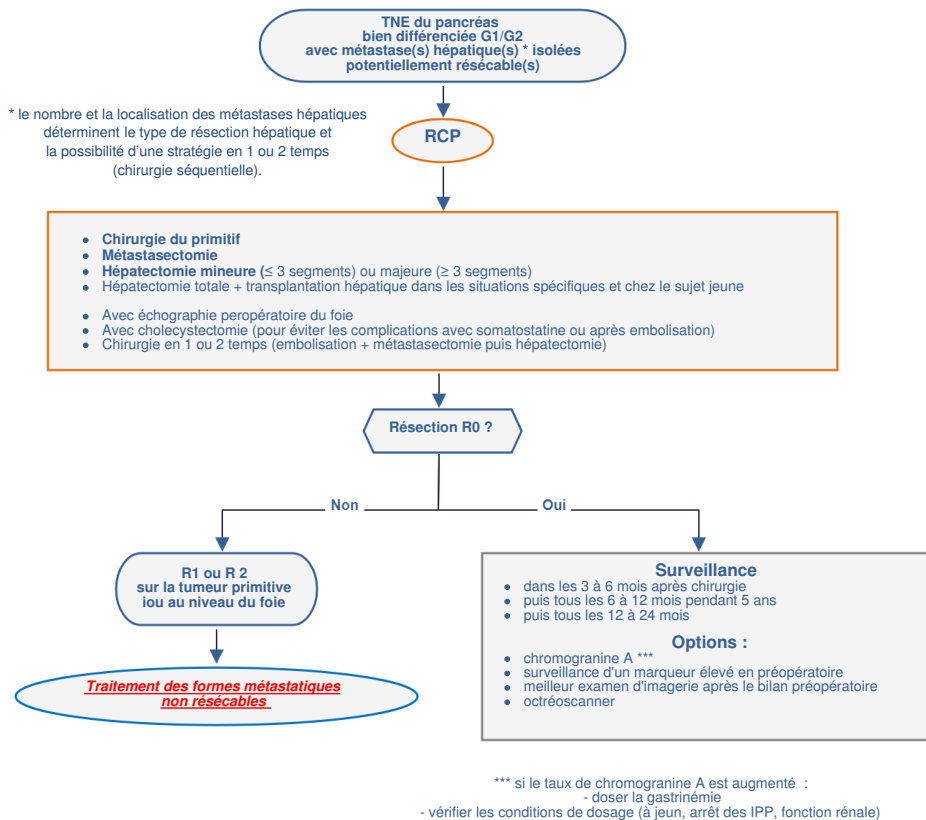 TNE du pancréas
bien différenciée G1/G2
avec métastase(s) hépatique(s) * isolées
potentiellement résécable(s)
* le nombre et la localisation des métastases hépatiques
déterminent le type de résection hépatique et
la possibilité d'une stratégie en 1 ou 2 temps
(chirurgie séquentielle).
RCP
● Chirurgie du primitif
● Métastasectomie
● Hépatectomie mineure (≤ 3 segments) ou majeure (≥ 3 segments)
● Hépatectomie totale + transplantation hépatique dans les situations spécifiques et chez le sujet jeune
● Avec échographie peropératoire du foie
● Avec cholecystectomie (pour éviter les complications avec somatostatine ou après embolisation)
● Chirurgie en 1 ou 2 temps (embolisation + métastasectomie puis hépatectomie)
Résection R0 ?
Non
Oui
R1 ou R 2
sur la tumeur primitive
iou au niveau du foie
Traitement des formes métastatiques
non résécables
Surveillance
● dans les 3 à 6 mois après chirurgie
● puis tous les 6 à 12 mois pendant 5 ans
● puis tous les 12 à 24 mois
Options :
● chromogranine A ***
● surveillance d'un marqueur élevé en préopératoire
● meilleur examen d'imagerie après le bilan préopératoire
● octréoscanner
*** si le taux de chromogranine A est augmenté :
- doser la gastrinémie
- vérifier les conditions de dosage (à jeun, arrêt des IPP, fonction rénale)